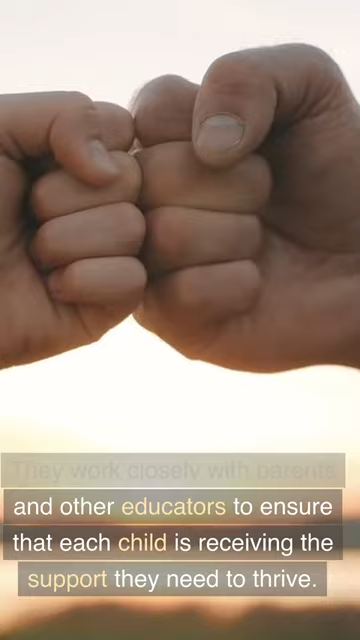 They work closely with parents
and other educators to ensure
that each child is receiving the
support they need to thrive.